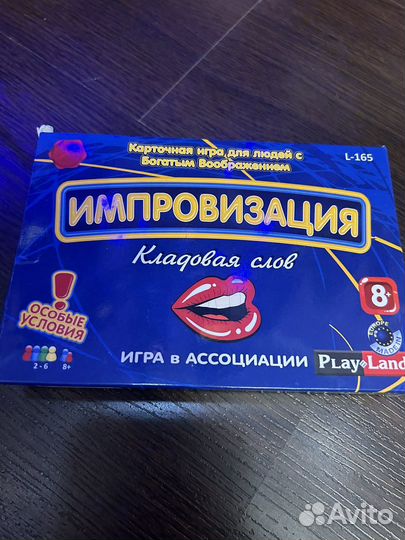 Карточная игра для людей с
Богатым Воображением
L-165
ИМПРОВИЗАЦИЯ
Кладовая слов
ОСОБЫЕ
УСЛОВИЯ
8+
EUROPE
2-6
8+
ИГРА в АССОЦИАЦИИ
PLAY LAND
Avito